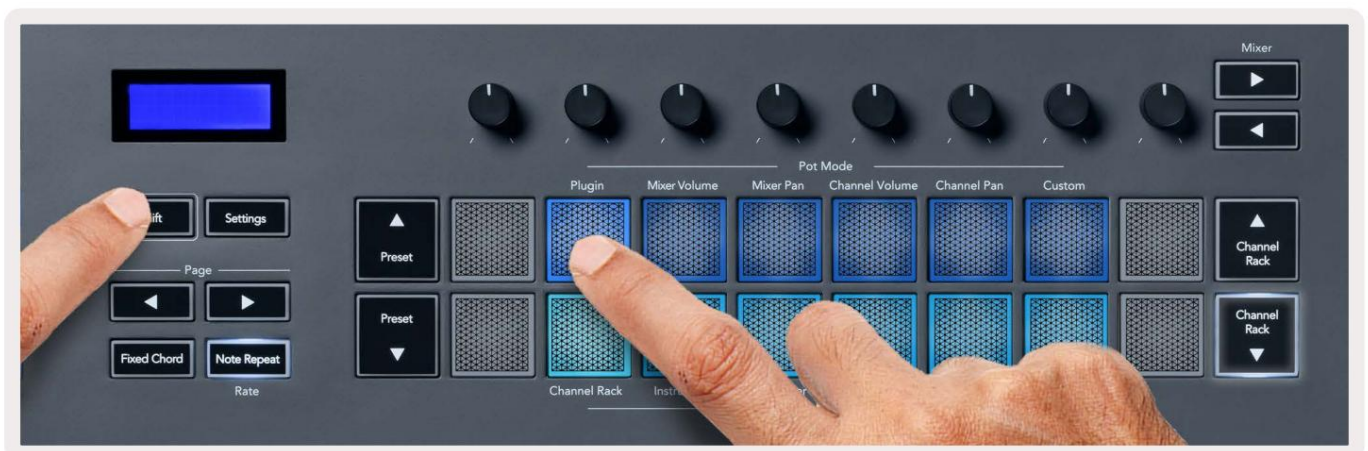 Mixer
Pot Mode
Plugin
Mixer Volume
Mixer Pan
Channel Volume
Channel Pan
Custom
Settings
Preset
Channel
Rack
Page
Preset
Channel
Rack
Fixed Chord
Note Repeat
Rate
Channel Rack